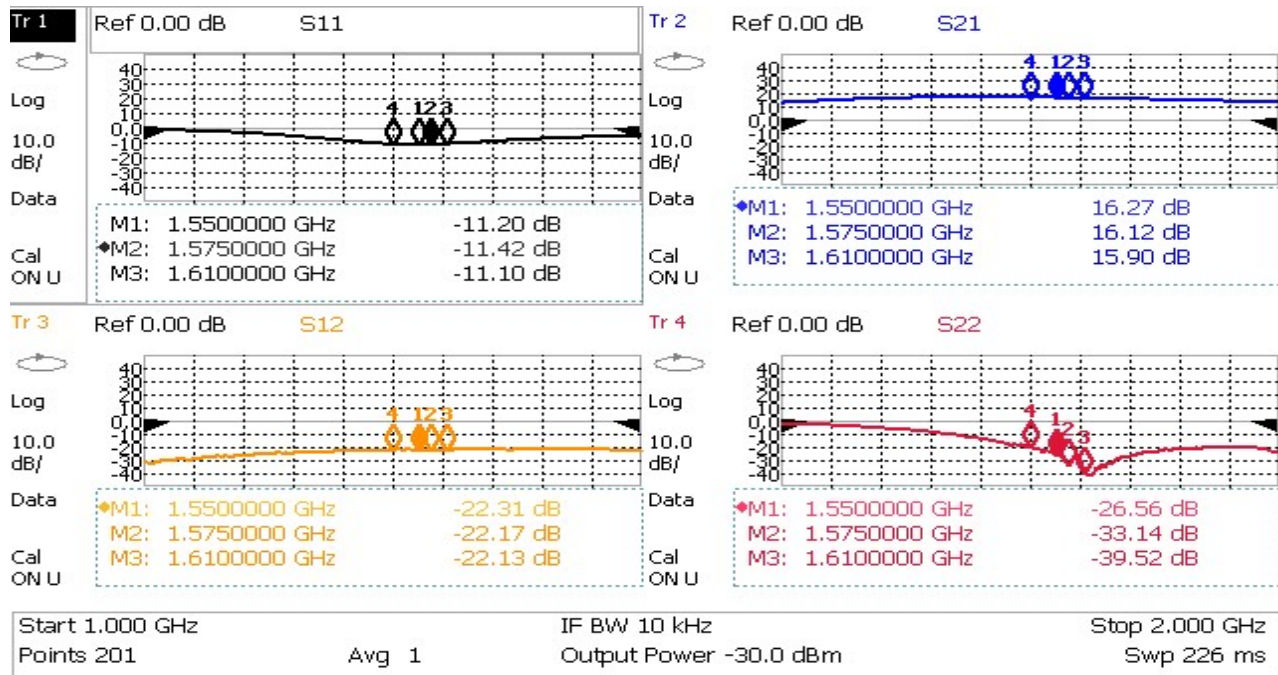 Tr 1 Ref 0.00 dB S11
Log
10.0
dB/
Data
Cal
ON U
40
30
20
10
0.0
-10
-20
-30
-40
4 1 2 3
M1: 1.5500000 GHz -11.20 dB
◆M2: 1.5750000 GHz -11.42 dB
M3: 1.6100000 GHz -11.10 dB
Tr 2 Ref 0.00 dB S21
Log
10.0
dB/
Data
Cal
ON U
40
30
20
10
0.0
-10
-20
-30
-40
4 1 2 3
◆M1: 1.5500000 GHz 16.27 dB
M2: 1.5750000 GHz 16.12 dB
M3: 1.6100000 GHz 15.90 dB
Tr 3 Ref 0.00 dB S12
Log
10.0
dB/
Data
Cal
ON U
40
30
20
10
0.0
-10
-20
-30
-40
4 1 2 3
◆M1: 1.5500000 GHz -22.31 dB
M2: 1.5750000 GHz -22.17 dB
M3: 1.6100000 GHz -22.13 dB
Tr 4 Ref 0.00 dB S22
Log
10.0
dB/
Data
Cal
ON U
40
30
20
10
0.0
-10
-20
-30
-40
4 1 2 3
◆M1: 1.5500000 GHz -26.56 dB
M2: 1.5750000 GHz -33.14 dB
M3: 1.6100000 GHz -39.52 dB
Start 1.000 GHz IF BW 10 kHz Stop 2.000 GHz
Points 201 Avg 1 Output Power -30.0 dBm Swp 226 ms